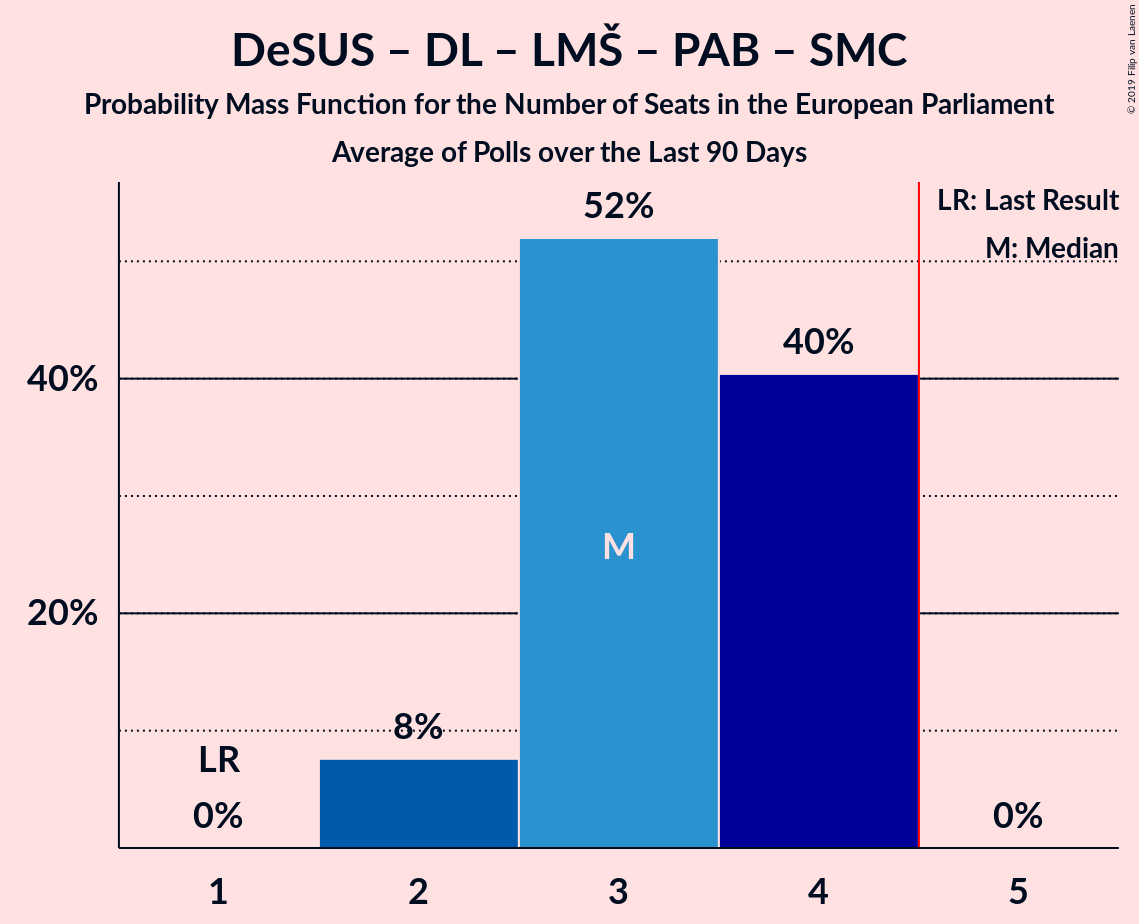 DeSUS – DL – LMŠ – PAB – SMC
Probability Mass Function for the Number of Seats in the European Parliament
Average of Polls over the Last 90 Days
© 2019 Filip van Laenen
LR: Last Result
M: Median
52%
40%
40%
M
20%
8%
LR
0%
0%
1
2
3
4
5